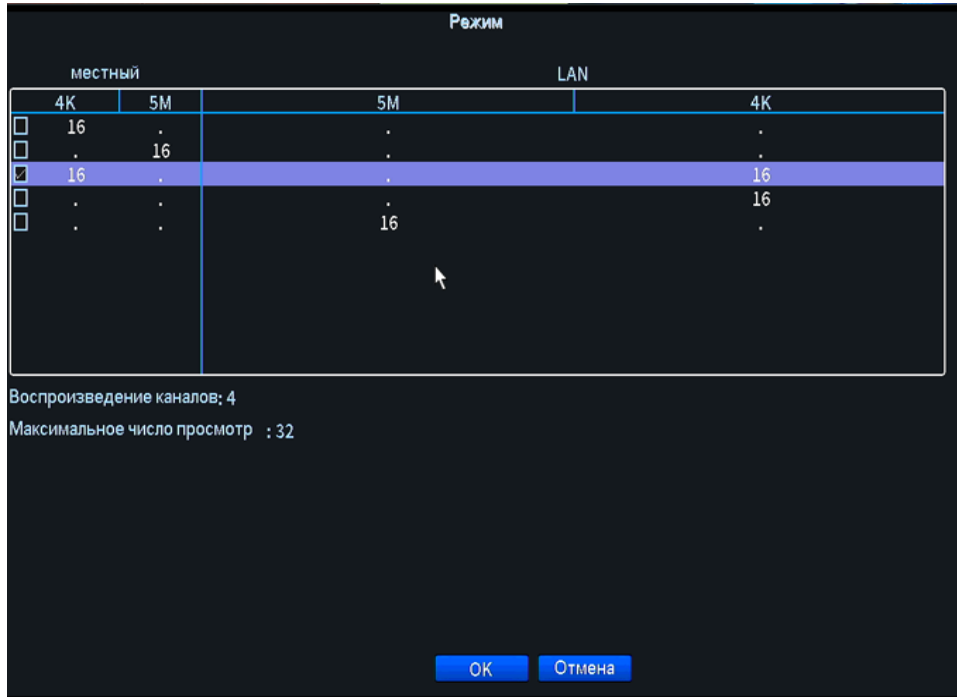 Режим
местный LAN
4K 5M 5M 4K
16 . . .
. 16 . .
16 . . 16
. . . 16
. . 16 .
Воспроизведение каналов: 4
Максимальное число просмотр : 32
OK Отмена